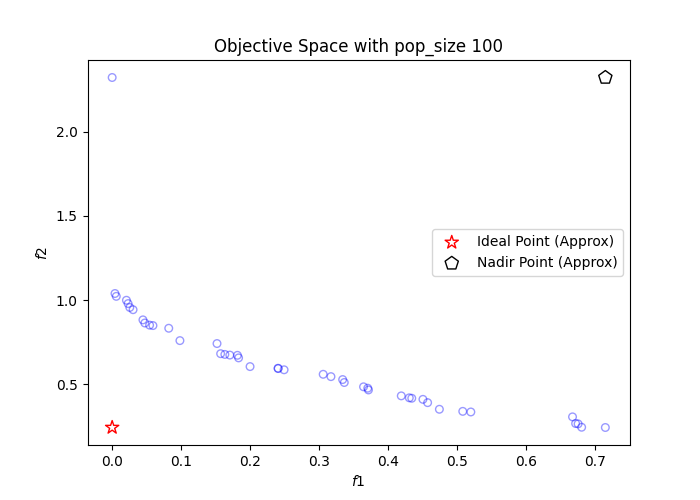 Objective Space with pop_size 100
f2
2.0
1.5
1.0
0.5
Ideal Point (Approx)
Nadir Point (Approx)
0.0 0.1 0.2 0.3 0.4 0.5 0.6 0.7
f1